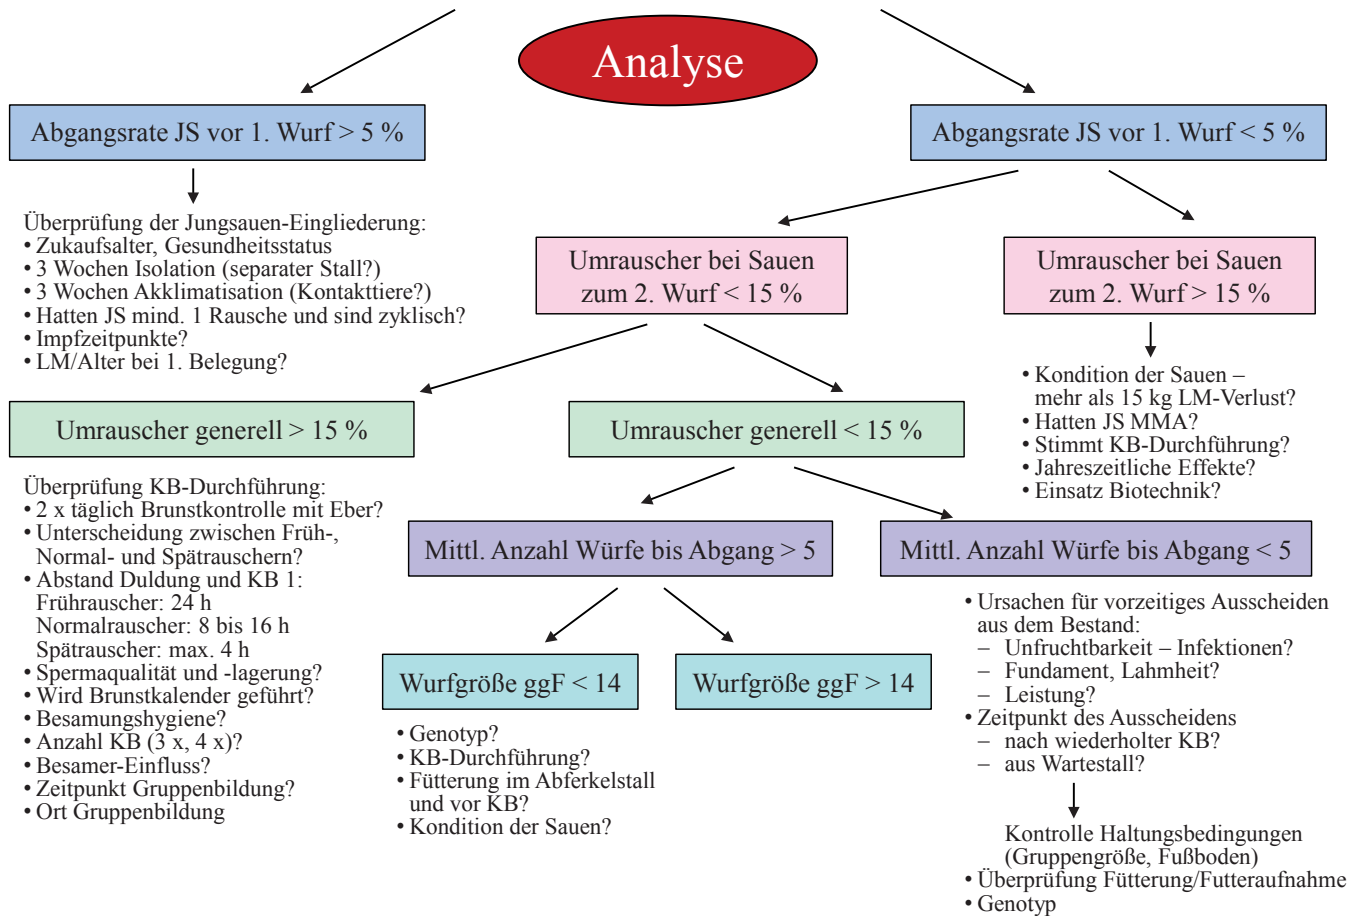 Analyse
Abgangsrate JS vor 1. Wurf > 5 %
Abgangsrate JS vor 1. Wurf < 5 %
Überprüfung der Jungsauen-Eingliederung:
• Zukaufsalter, Gesundheitsstatus
• 3 Wochen Isolation (separater Stall?)
• 3 Wochen Akklimatisation (Kontakttiere?)
• Hatten JS mind. 1 Rausche und sind zyklisch?
• Impfzeitpunkte?
• LM/Alter bei 1. Belegung?
Umrauscher bei Sauen
zum 2. Wurf < 15 %
Umrauscher bei Sauen
zum 2. Wurf > 15 %
• Kondition der Sauen –
mehr als 15 kg LM-Verlust?
• Hatten JS MMA?
• Stimmt KB-Durchführung?
• Jahreszeitliche Effekte?
• Einsatz Biotechnik?
Umrauscher generell > 15 %
Umrauscher generell < 15 %
Überprüfung KB-Durchführung:
• 2 x täglich Brunstkontrolle mit Eber?
• Unterscheidung zwischen Früh-,
Normal- und Spätrauschern?
• Abstand Duldung und KB 1:
Frührauscher: 24 h
Normalrauscher: 8 bis 16 h
Spätrauscher: max. 4 h
• Spermaqualität und -lagerung?
• Wird Brunstkalender geführt?
• Besamungshygiene?
• Anzahl KB (3 x, 4 x)?
• Besamer-Einfluss?
• Zeitpunkt Gruppenbildung?
• Ort Gruppenbildung
Mittl. Anzahl Würfe bis Abgang > 5
Mittl. Anzahl Würfe bis Abgang < 5
Wurfgröße ggF < 14
Wurfgröße ggF > 14
• Genotyp?
• KB-Durchführung?
• Fütterung im Abferkelstall
und vor KB?
• Kondition der Sauen?
• Ursachen für vorzeitiges Ausscheiden
aus dem Bestand:
– Unfruchtbarkeit – Infektionen?
– Fundament, Lahmheit?
– Leistung?
• Zeitpunkt des Ausscheidens
– nach wiederholter KB?
– aus Wartestall?
Kontrolle Haltungsbedingungen
(Gruppengröße, Fußboden)
• Überprüfung Fütterung/Futteraufnahme
• Genotyp